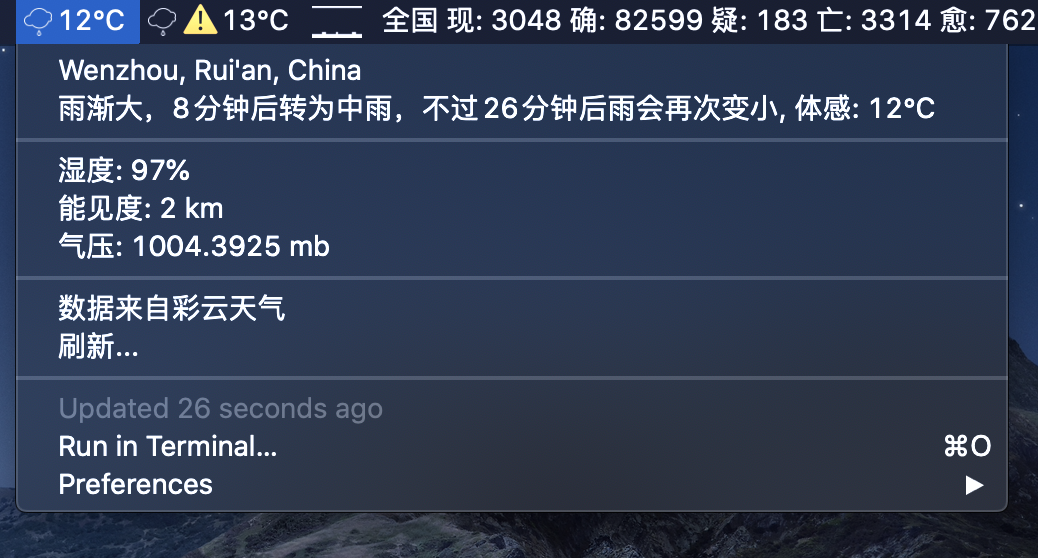 12°C 13°C 全国 现: 3048 确: 82599 疑: 183 亡: 3314 愈: 762
Wenzhou, Rui'an, China
雨渐大，8分钟后转为中雨，不过26分钟后雨会再次变小, 体感: 12°C
湿度: 97%
能见度: 2 km
气压: 1004.3925 mb
数据来自彩云天气
刷新...
Updated 26 seconds ago
Run in Terminal... ⌘O
Preferences